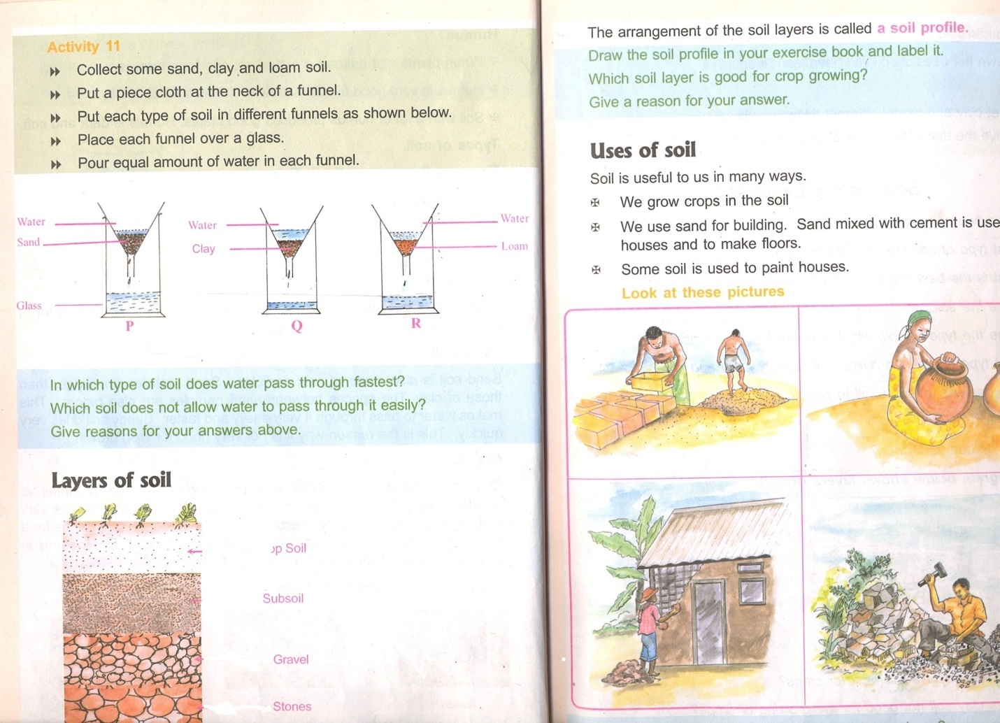 Activity 11
Collect some sand, clay and loam soil.
Put a piece cloth at the neck of a funnel.
Put each type of soil in different funnels as shown below.
Place each funnel over a glass.
Pour equal amount of water in each funnel.
Water
Sand
Glass
P
Water
Clay
Q
Water
Loam
R
In which type of soil does water pass through fastest?
Which soil does not allow water to pass through it easily?
Give reasons for your answers above.
Layers of soil
op Soil
Subsoil
Gravel
Stones
The arrangement of the soil layers is called a soil profile.
Draw the soil profile in your exercise book and label it.
Which soil layer is good for crop growing?
Give a reason for your answer.
Uses of soil
Soil is useful to us in many ways.
We grow crops in the soil
We use sand for building. Sand mixed with cement is use
houses and to make floors.
Some soil is used to paint houses.
Look at these pictures